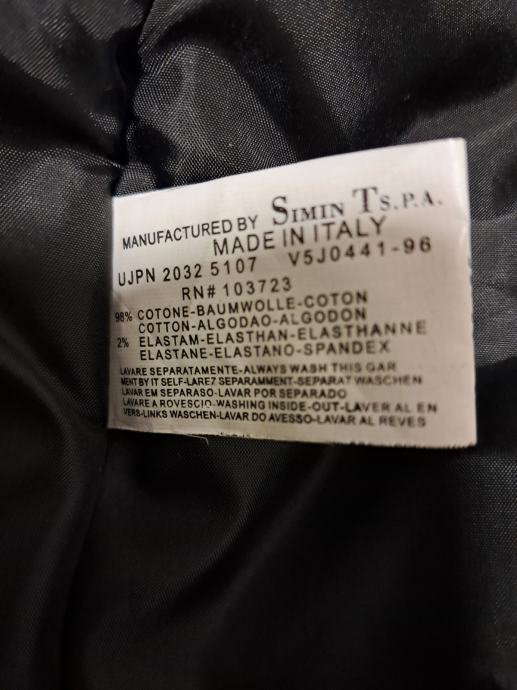 MANUFACTURED BY SIMIN TS.P.A.
MADE IN ITALY
UJPN 2032 5107 V5J0441-96
RN# 103723
98% COTONE-BAUMWOLLE-COTON
COTTON-ALGODAO-ALGODON
2% ELASTAM-ELASTHAN-ELASTHANNE
ELASTANE-ELASTANO-SPANDEX
LAVARE SEPARATAMENTE-ALWAYS WASH THIS GAR
MENT BY IT SELF-LAREZ SEPARAMMENT-SEPARAT WASCHEN
LAVAR EM SEPARASO-LAVAR POR SEPARADO
LAVARE A ROVESCIO-WASHING INSIDE-OUT-LAVER AL EN
VERS-LINKS WASCHEN-LAVAR DO AVESSO-LAVAR AL REVES